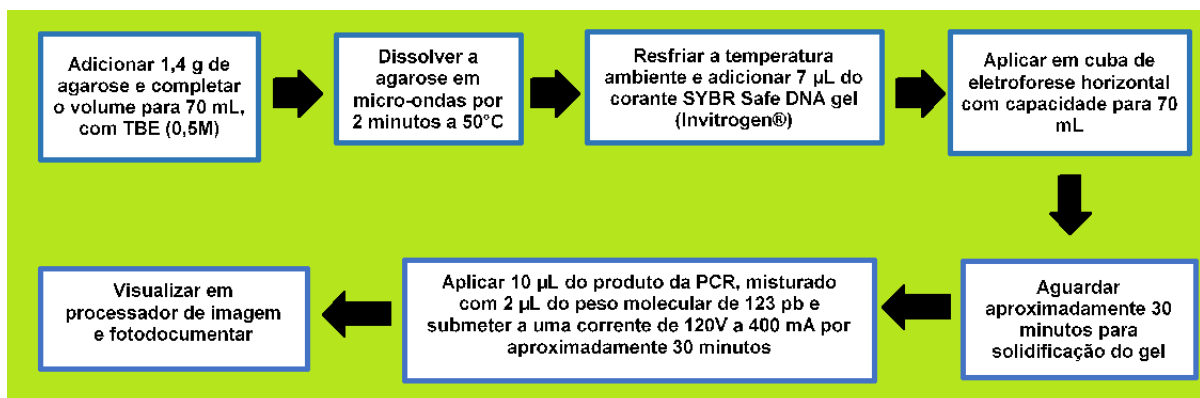 Adicionar 1,4 g de
agarose e completar
o volume para 70 mL,
com TBE (0,5M)
Dissolver a
agarose em
micro-ondas por
2 minutos a 50°C
Resfriar a temperatura
ambiente e adicionar 7 µL do
corante SYBR Safe DNA gel
(Invitrogen®)
Aplicar em cuba de
eletroforese horizontal
com capacidade para 70
mL
Aguardar
aproximadamente 30
minutos para
solidificação do gel
Aplicar 10 µL do produto da PCR, misturado
com 2 µL do peso molecular de 123 pb e
submeter a uma corrente de 120V a 400 mA por
aproximadamente 30 minutos
Visualizar em
processador de imagem
e fotodocumentar